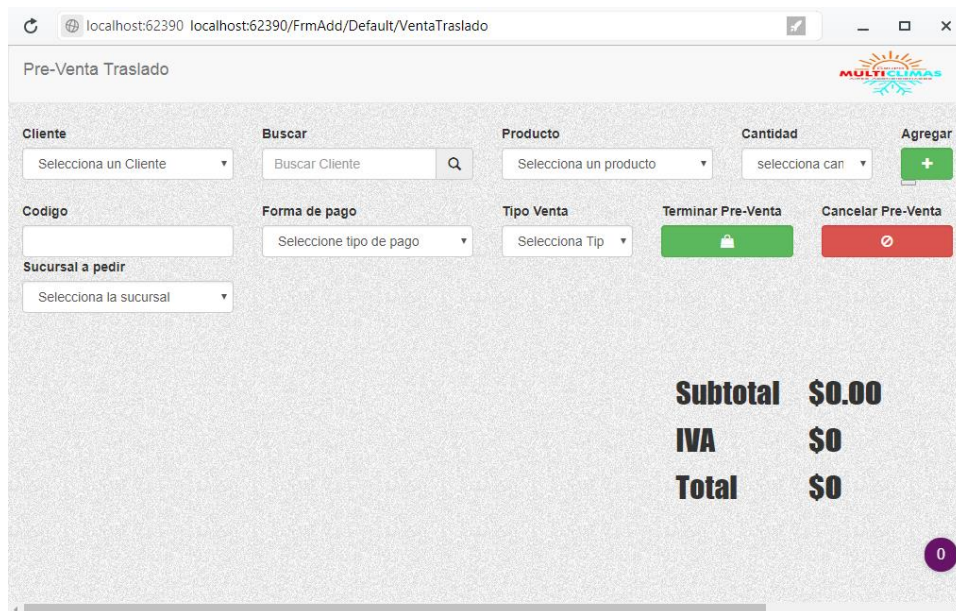 localhost:62390 localhost:62390/FrmAdd/Default/VentaTraslado
Pre-Venta Traslado
MULTICLIMAS
Cliente Buscar Producto Cantidad Agregar
Selecciona un Cliente Buscar Cliente Selecciona un producto selecciona can
Codigo Forma de pago Tipo Venta Terminar Pre-Venta Cancelar Pre-Venta
Seleccione tipo de pago Selecciona Tip
Sucursal a pedir
Selecciona la sucursal
Subtotal $0.00
IVA $0
Total $0
0